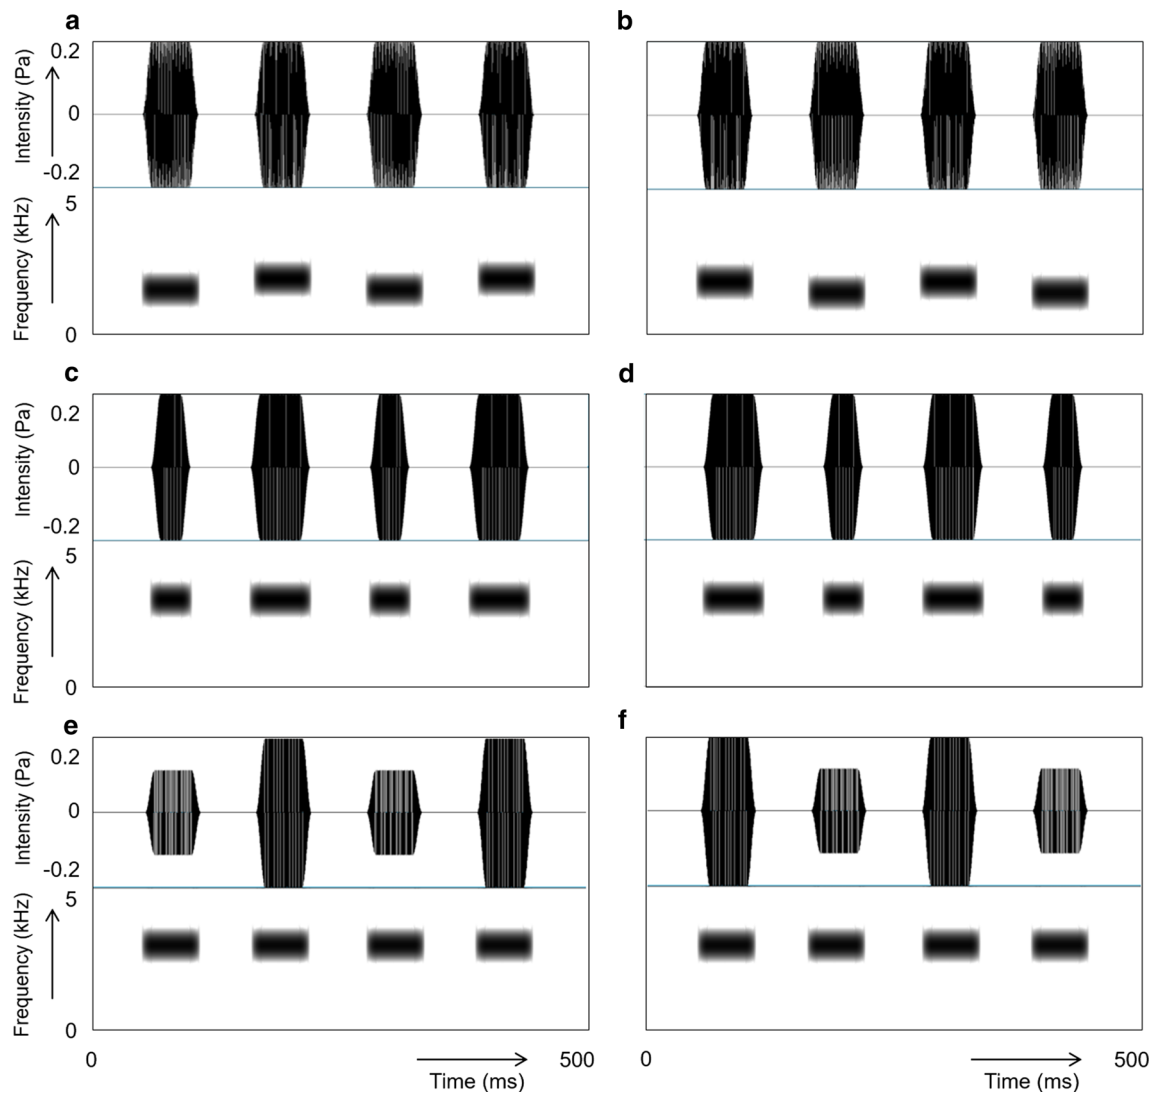 a
b
Intensity (Pa)
0.2
0
-0.2
Frequency (kHz)
5
0
c
d
Intensity (Pa)
0.2
0
-0.2
Frequency (kHz)
5
0
e
f
Intensity (Pa)
0.2
0
-0.2
Frequency (kHz)
5
0
0 500
Time (ms)
0 500
Time (ms)